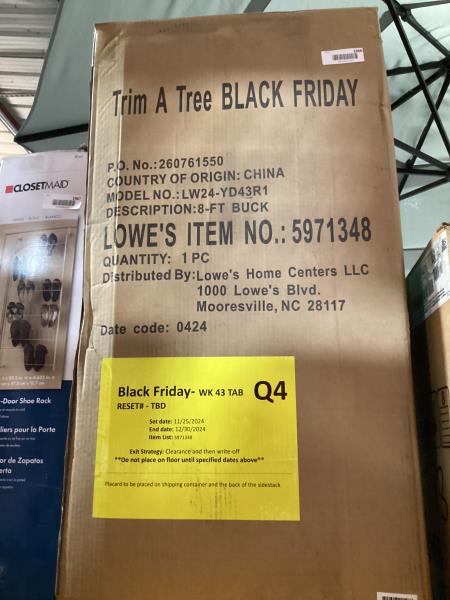 Trim A Tree BLACK FRIDAY
P.O. No.: 260761550
COUNTRY OF ORIGIN: CHINA
MODEL NO.: LW24-YD43R1
DESCRIPTION: 8-FT BUCK
LOWE'S ITEM NO.: 5971348
QUANTITY: 1 PC
Distributed By: Lowe's Home Centers LLC
1000 Lowe's Blvd.
Mooresville, NC 28117
Date code: 0424
Black Friday- WK 43 TAB Q4
RESET# - TBD
Set date: 11/25/2024
End date: 12/30/2024
Item List: 5971348
Exit Strategy: Clearance and then write-off
**Do not place on floor until specified dates above**
Placard to be placed on shipping container and the back of the sidestack
CLOSETMAID
-Door Shoe Rack
liers pour la Porte
or de Zapatos
erta